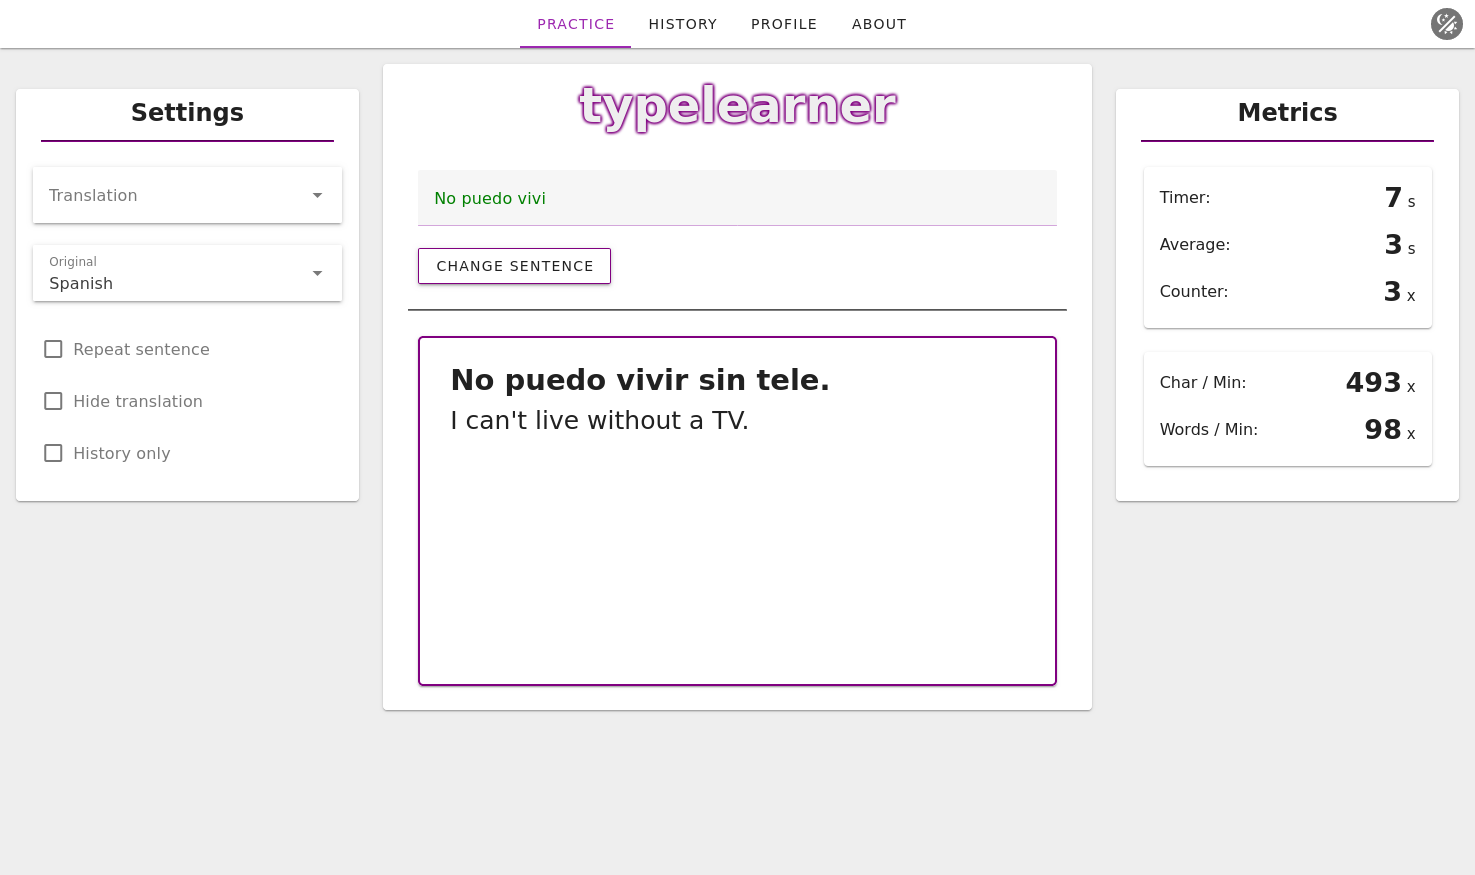 PRACTICE HISTORY PROFILE ABOUT
Settings
Translation
Original
Spanish
Repeat sentence
Hide translation
History only
typelearner
No puedo vivi
CHANGE SENTENCE
No puedo vivir sin tele.
I can't live without a TV.
Metrics
Timer: 7 s
Average: 3 s
Counter: 3 x
Char / Min: 493 x
Words / Min: 98 x